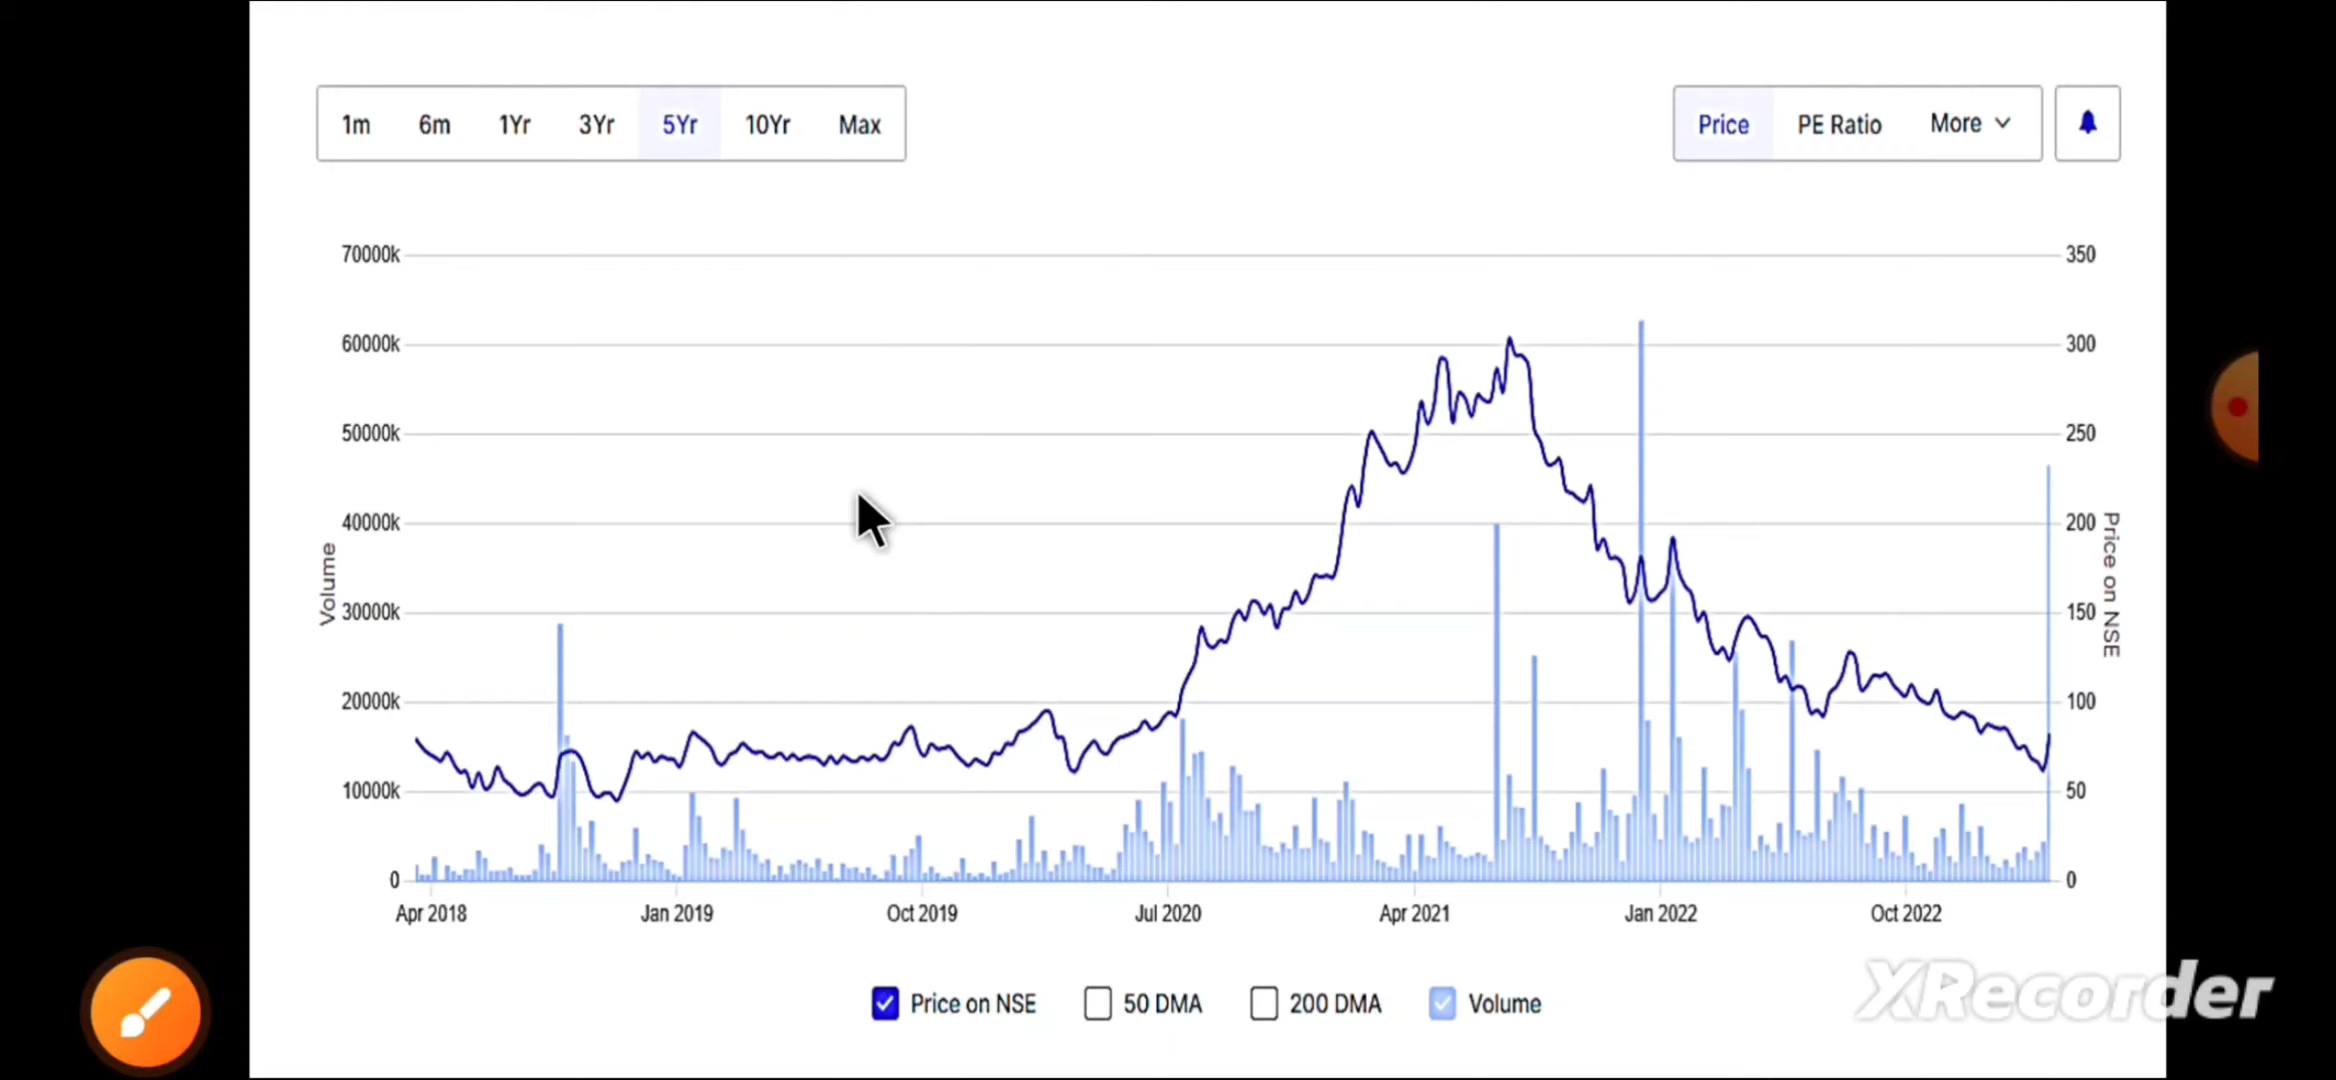 1m 6m 1Yr 3Yr 5Yr 10Yr Max
Price PE Ratio More
70000k 350
60000k 300
50000k 250
40000k 200
30000k 150
20000k 100
10000k 50
0 0
Volume
Price on NSE
Apr 2018 Jan 2019 Oct 2019 Jul 2020 Apr 2021 Jan 2022 Oct 2022
Price on NSE 50 DMA 200 DMA Volume
XRecorder